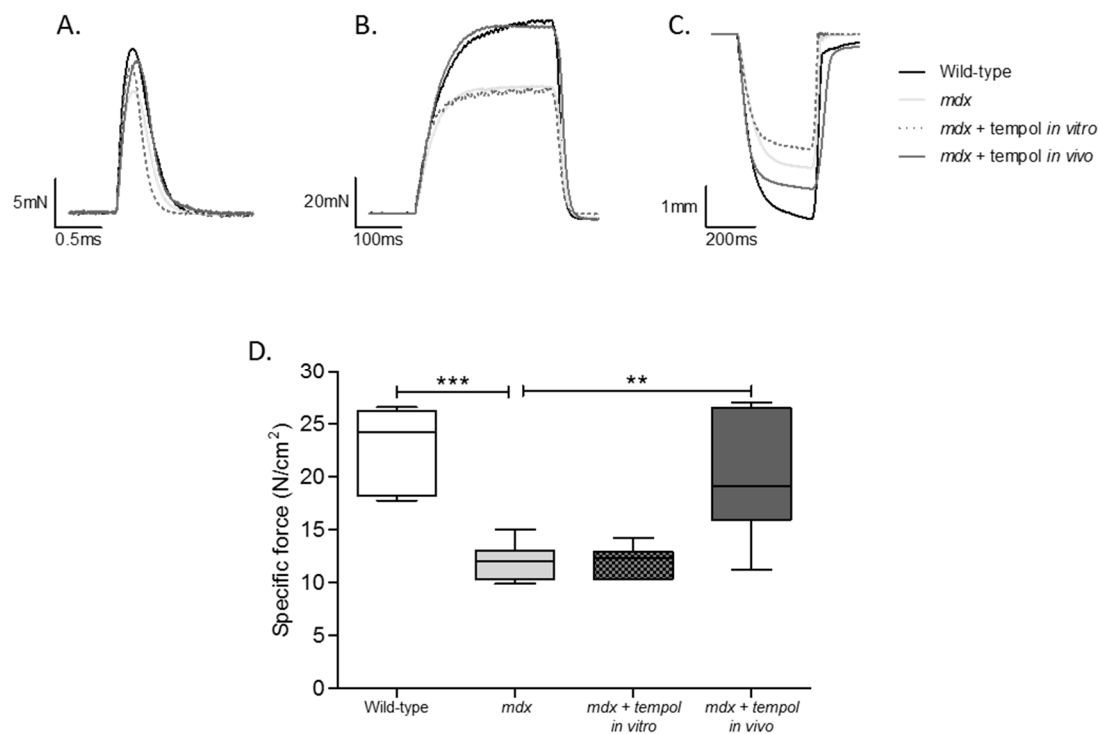 A.
B.
C.
Wild-type
mdx
mdx + tempol in vitro
mdx + tempol in vivo
5mN
0.5ms
20mN
100ms
1mm
200ms
D.
30
25
20
15
10
5
0
Specific force (N/cm²)
***
**
Wild-type
mdx
mdx + tempol
in vitro
mdx + tempol
in vivo